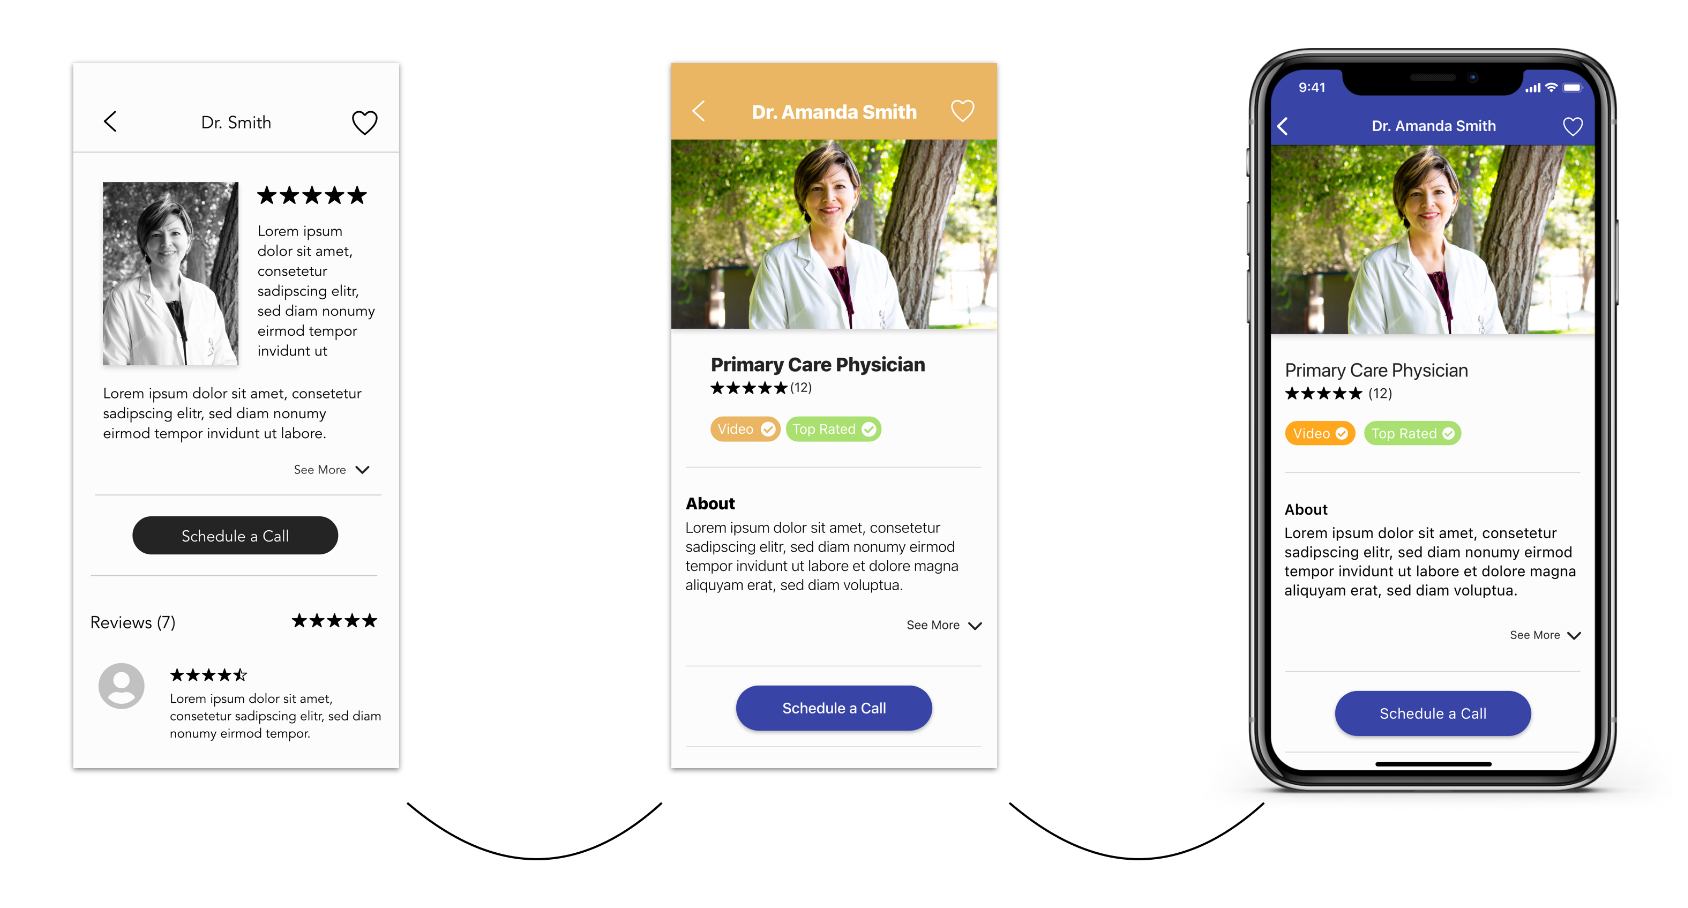 Dr. Smith
Lorem ipsum
dolor sit amet,
consetetur
sadipscing elitr,
sed diam nonumy
eirmod tempor
invidunt ut
Lorem ipsum dolor sit amet, consetetur
sadipscing elitr, sed diam nonumy
eirmod tempor invidunt ut labore.
See More
Schedule a Call
Reviews (7)
Lorem ipsum dolor sit amet,
consetetur sadipscing elitr, sed diam
nonumy eirmod tempor.
Dr. Amanda Smith
Primary Care Physician
(12)
Video Top Rated
About
Lorem ipsum dolor sit amet, consetetur
sadipscing elitr, sed diam nonumy eirmod
tempor invidunt ut labore et dolore magna
aliquyam erat, sed diam voluptua.
See More
Schedule a Call
9:41
Dr. Amanda Smith
Primary Care Physician
(12)
Video Top Rated
About
Lorem ipsum dolor sit amet, consetetur
sadipscing elitr, sed diam nonumy eirmod
tempor invidunt ut labore et dolore magna
aliquyam erat, sed diam voluptua.
See More
Schedule a Call